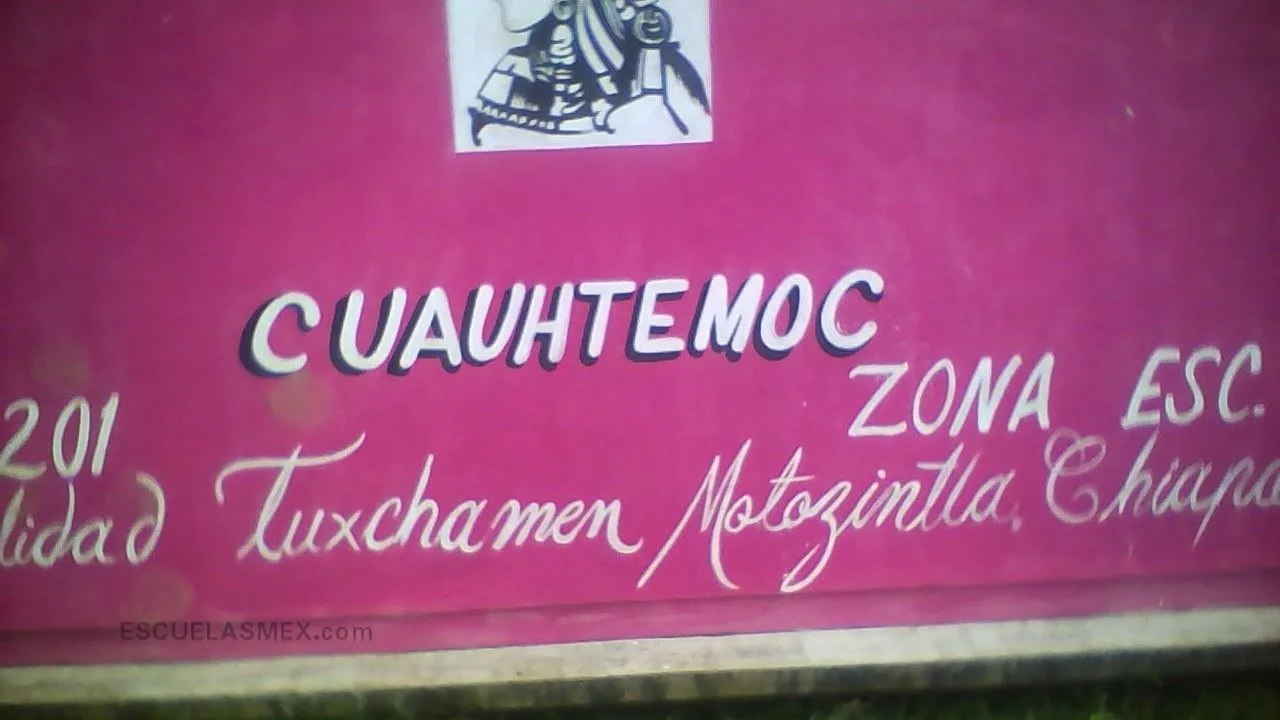 CUAUHTEMOC
201 ZONA ESC.
lidad Tuxchamen Motozintla, Chiapa
ESCUELASMEX.com